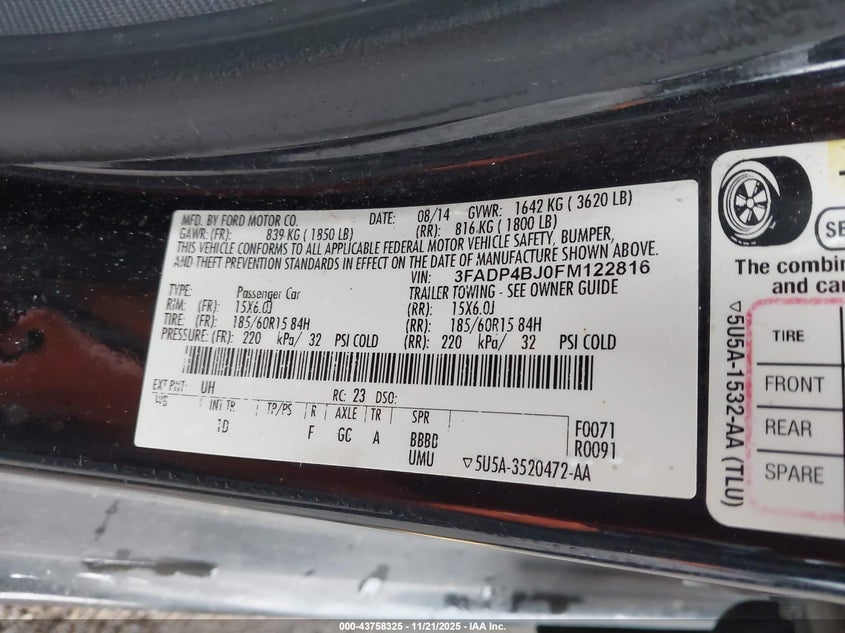 MFD. BY FORD MOTOR CO. DATE: 08/14 GVWR: 1642 KG ( 3620 LB)
GAWR: (FR): 839 KG ( 1850 LB) (RR): 816 KG ( 1800 LB)
THIS VEHICLE CONFORMS TO ALL APPLICABLE FEDERAL MOTOR VEHICLE SAFETY, BUMPER,
AND THEFT PREVENTION STANDARDS IN EFFECT ON THE DATE OF MANUFACTURE SHOWN ABOVE.
VIN: 3FADP4BJ0FM122816
TYPE: Passenger Car TRAILER TOWING - SEE OWNER GUIDE
RIM: (FR): 15X6.0J (RR): 15X6.0J
TIRE: (FR): 185/60R15 84H (RR): 185/60R15 84H
PRESSURE: (FR): 220 kPa/ 32 PSI COLD (RR): 220 kPa/ 32 PSI COLD
EXT PNT: UH RC: 23 DSO:
WB INT TR TP/PS R AXLE TR SPR F0071
ID F GC A BBBD R0091
UMU ▽5U5A-3520472-AA
SE
The combin
and car
▽5U5A-1532-AA (TLU)
TIRE
FRONT
REAR
SPARE
000-43758325 - 11/21/2025 - IAA Inc.